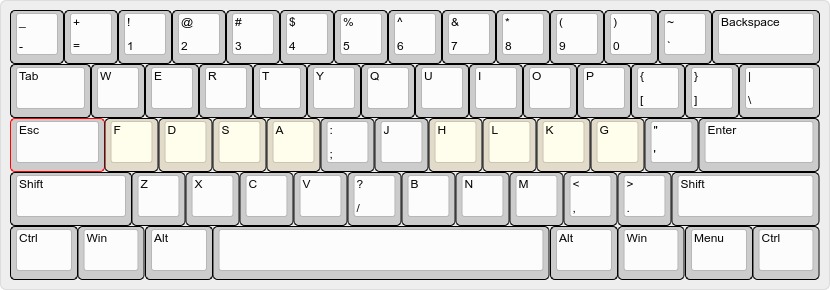 _ + ! @ # $ % ^ & * ( ) ~ Backspace
- = 1 2 3 4 5 6 7 8 9 0 `
Tab W E R T Y Q U I O P { } |
[ ] \
Esc F D S A : J H L K G " Enter
; '
Shift Z X C V ? B N M < > Shift
/ , .
Ctrl Win Alt Alt Win Menu Ctrl